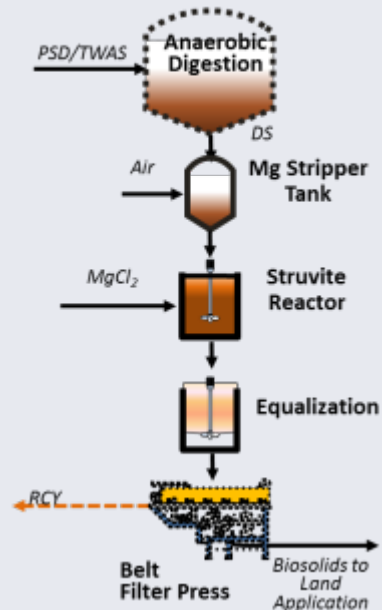 Anaerobic
Digestion
PSD/TWAS
DS
Air
Mg Stripper
Tank
MgCl₂
Struvite
Reactor
Equalization
RCY
Belt
Filter Press
Biosolids to
Land
Application